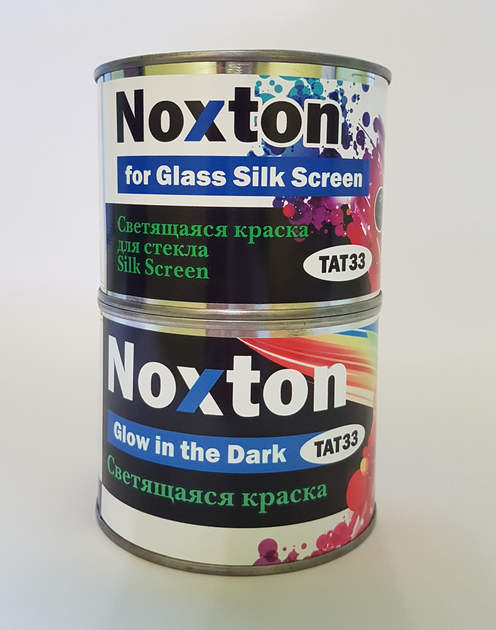 Noxton
for Glass Silk Screen
Светящаяся краска
для стекла
Silk Screen
TAT33
Noxton
Glow in the Dark
TAT33
Светящаяся краска